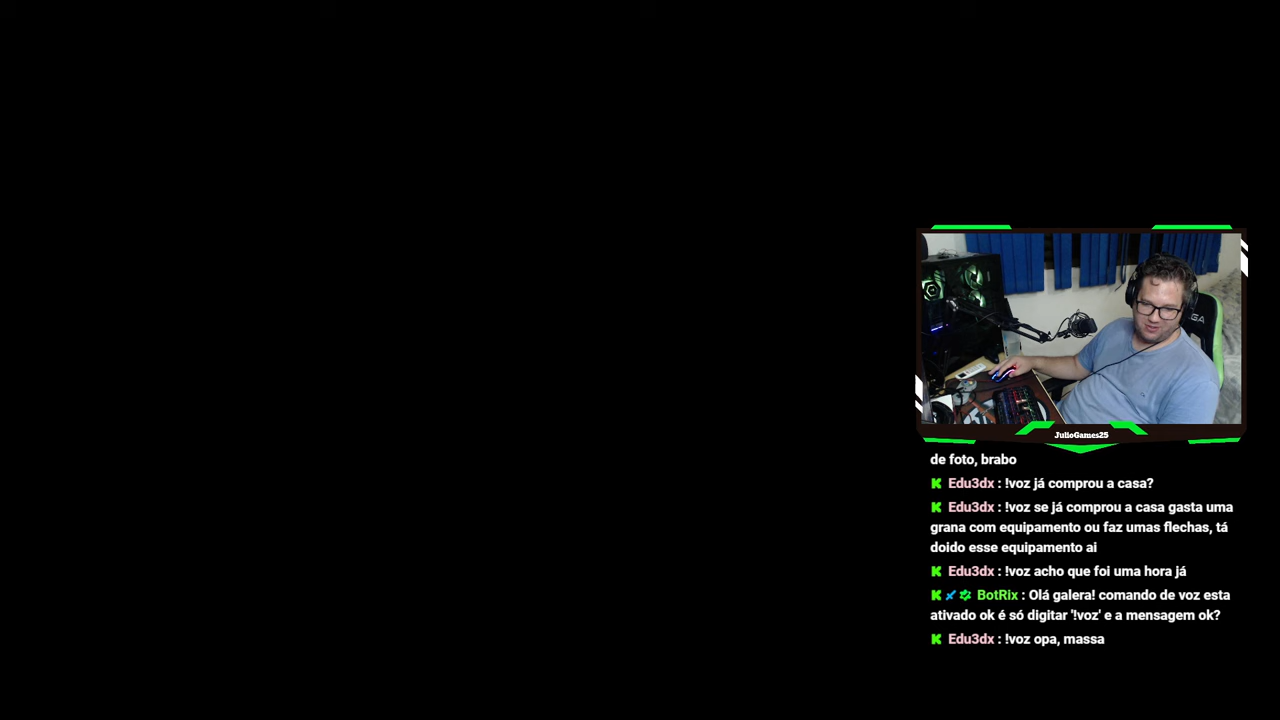 GA
JulioGames25
de foto, brabo
Edu3dx : !voz já comprou a casa?
Edu3dx : !voz se já comprou a casa gasta uma
grana com equipamento ou faz umas flechas, tá
doido esse equipamento ai
Edu3dx : !voz acho que foi uma hora já
BotRix : Olá galera! comando de voz esta
ativado ok é só digitar '!voz' e a mensagem ok?
Edu3dx : !voz opa, massa